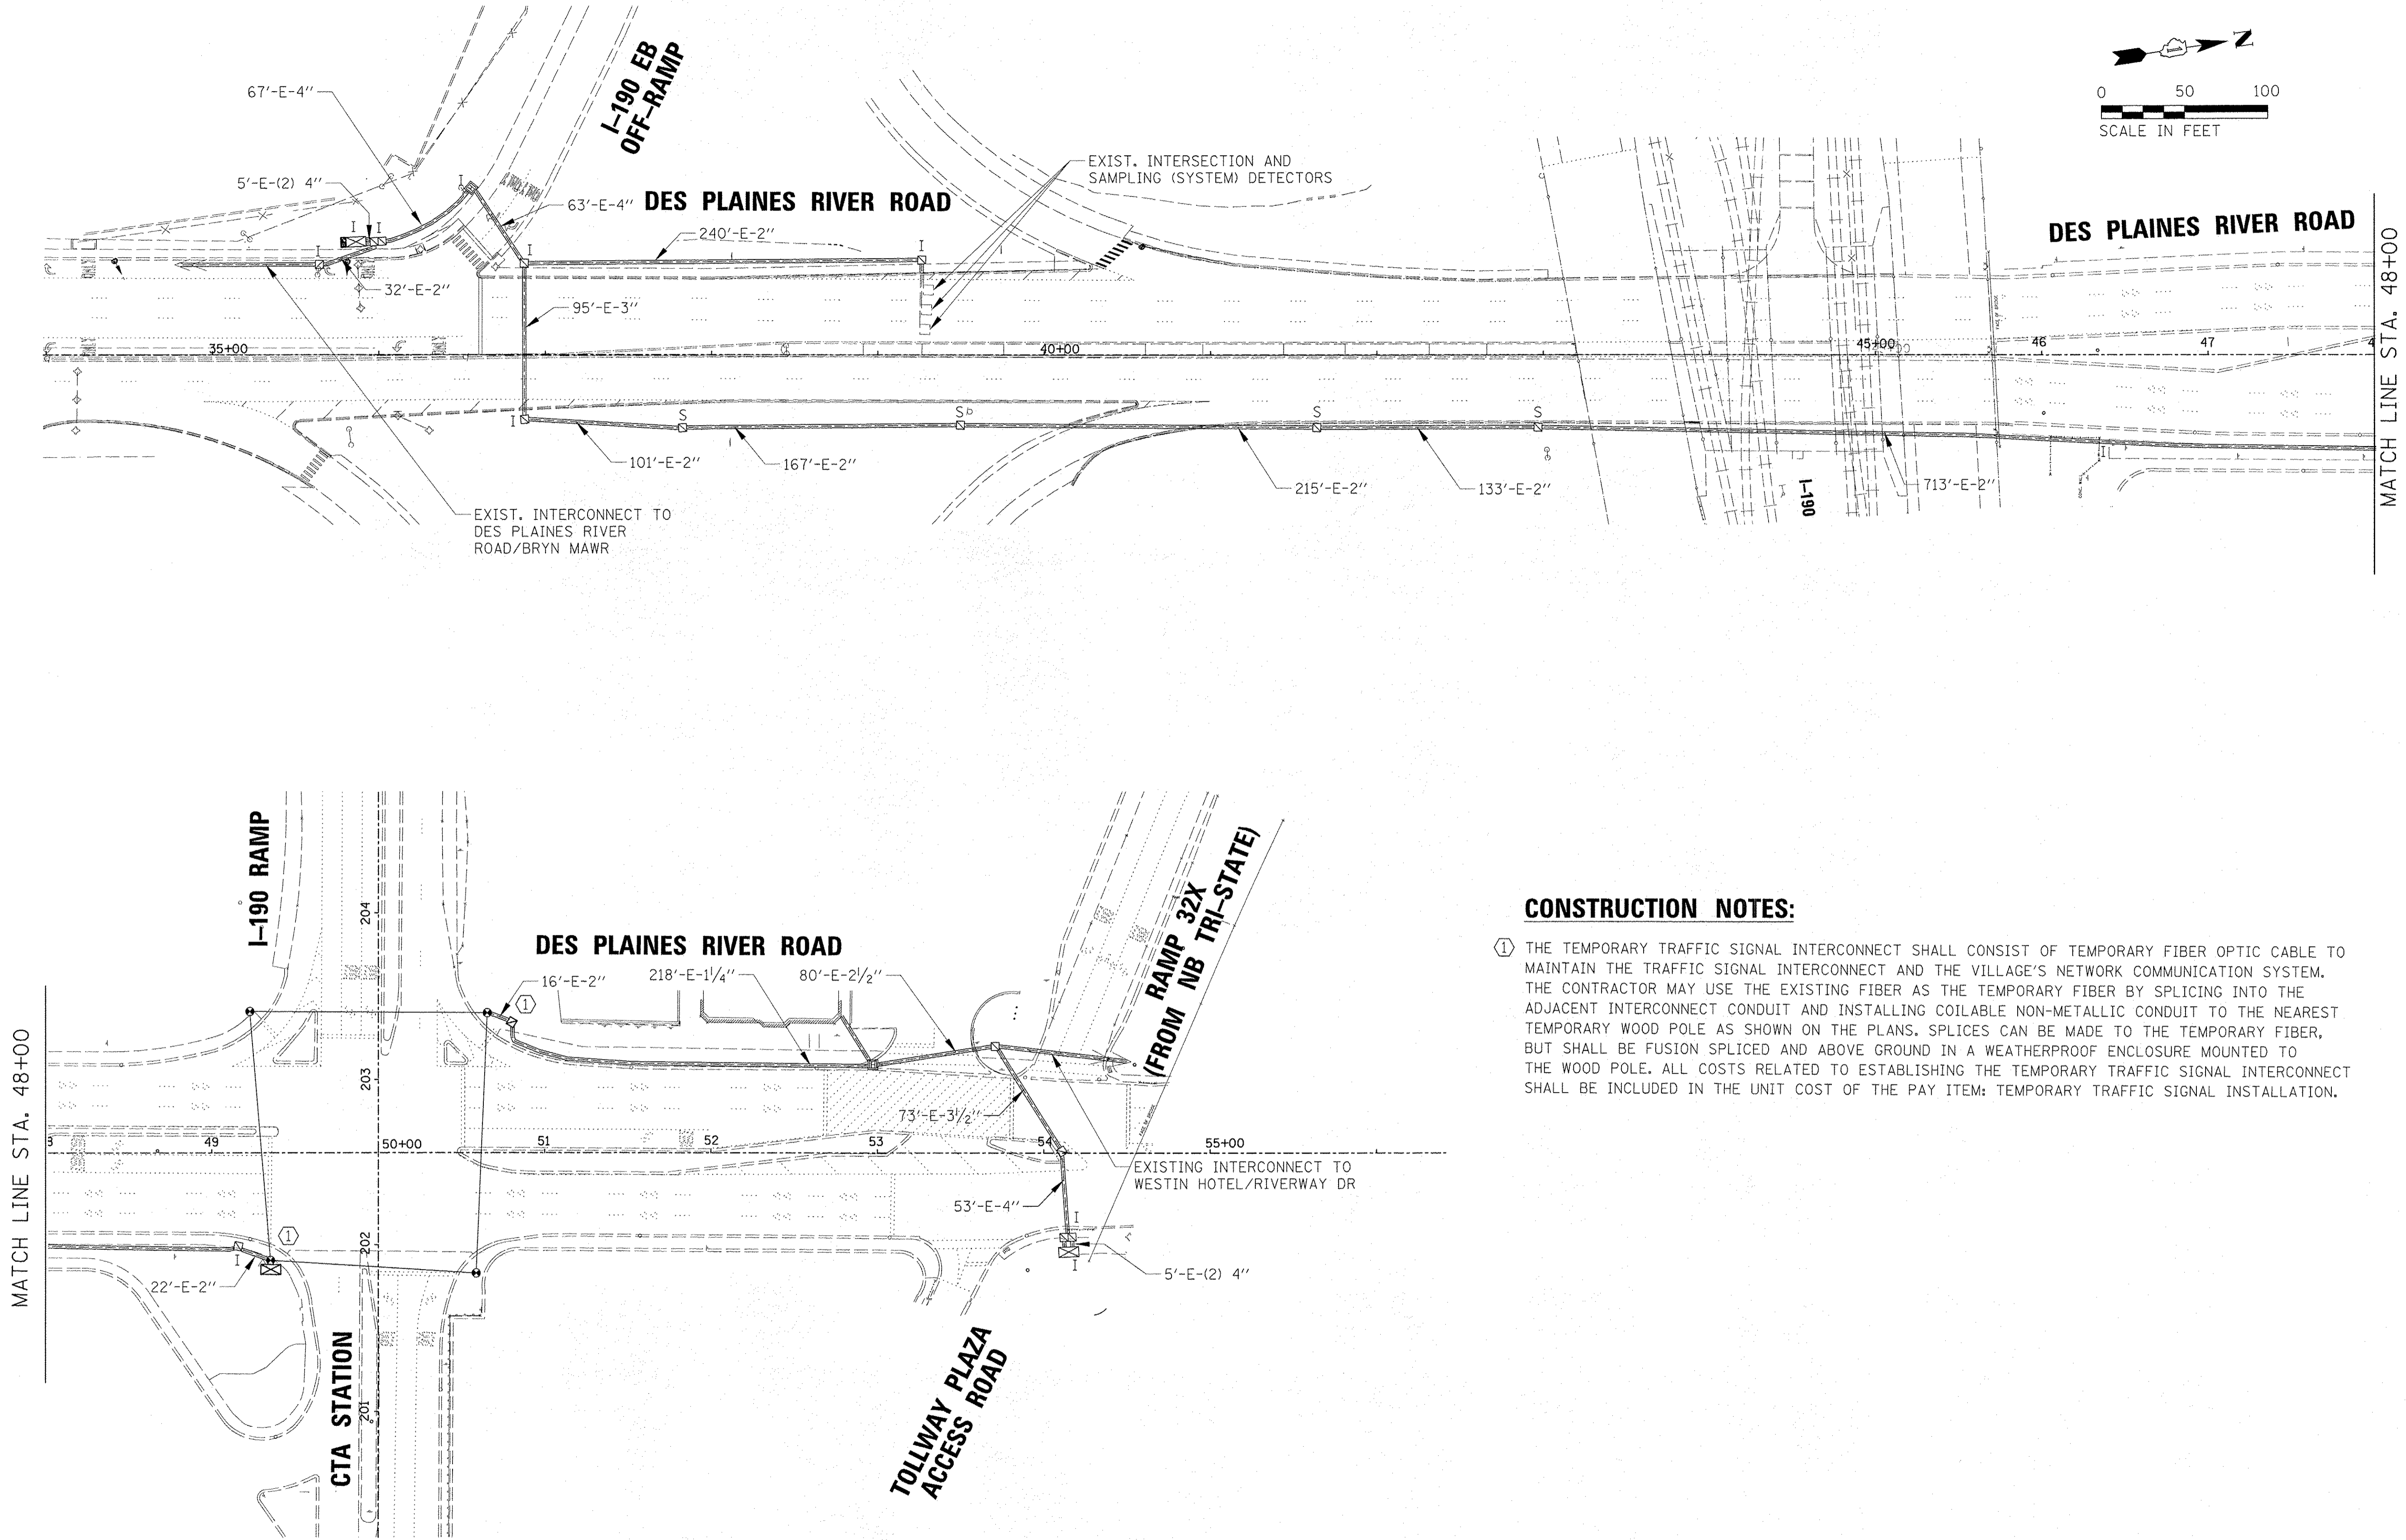 I-190 EB
OFF-RAMP
N
0 50 100
SCALE IN FEET
67'-E-4"
5'-E-(2) 4"
63'-E-4"
DES PLAINES RIVER ROAD
EXIST. INTERSECTION AND
SAMPLING (SYSTEM) DETECTORS
DES PLAINES RIVER ROAD
240'-E-2"
I
I
I
I
I
I
32'-E-2"
95'-E-3"
ONLY
35+00
40+00
45+00
46
47
4
MATCH LINE STA. 48+00
I
S
S
S
S
I
101'-E-2"
167'-E-2"
215'-E-2"
133'-E-2"
713'-E-2"
I-190
EXIST. INTERCONNECT TO
DES PLAINES RIVER
ROAD/BRYN MAWR
I-190 RAMP
204
203
202
201
DES PLAINES RIVER ROAD
16'-E-2"
1
218'-E-1 1/4"
80'-E-2 1/2"
RAMP 32X
(FROM NB TRI-STATE)
MATCH LINE STA. 48+00
73'-E-3 1/2"
8
49
50+00
51
52
53
54
55+00
EXISTING INTERCONNECT TO
WESTIN HOTEL/RIVERWAY DR
53'-E-4"
I
I
5'-E-(2) 4"
1
I
22'-E-2"
CTA STATION
TOLLWAY PLAZA
ACCESS ROAD
CONSTRUCTION NOTES:
1 THE TEMPORARY TRAFFIC SIGNAL INTERCONNECT SHALL CONSIST OF TEMPORARY FIBER OPTIC CABLE TO
MAINTAIN THE TRAFFIC SIGNAL INTERCONNECT AND THE VILLAGE'S NETWORK COMMUNICATION SYSTEM.
THE CONTRACTOR MAY USE THE EXISTING FIBER AS THE TEMPORARY FIBER BY SPLICING INTO THE
ADJACENT INTERCONNECT CONDUIT AND INSTALLING COILABLE NON-METALLIC CONDUIT TO THE NEAREST
TEMPORARY WOOD POLE AS SHOWN ON THE PLANS. SPLICES CAN BE MADE TO THE TEMPORARY FIBER,
BUT SHALL BE FUSION SPLICED AND ABOVE GROUND IN A WEATHERPROOF ENCLOSURE MOUNTED TO
THE WOOD POLE. ALL COSTS RELATED TO ESTABLISHING THE TEMPORARY TRAFFIC SIGNAL INTERCONNECT
SHALL BE INCLUDED IN THE UNIT COST OF THE PAY ITEM: TEMPORARY TRAFFIC SIGNAL INSTALLATION.